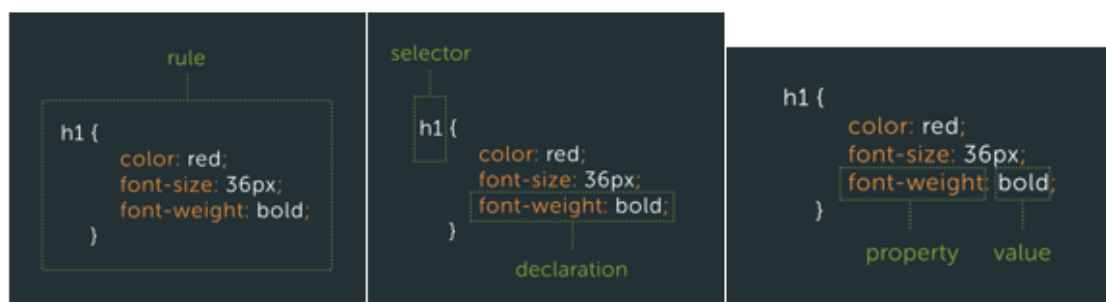 rule
h1 {
color: red;
font-size: 36px;
font-weight: bold;
}
selector
h1 {
color: red;
font-size: 36px;
font-weight: bold;
}
declaration
h1 {
color: red;
font-size: 36px;
font-weight: bold;
}
property value